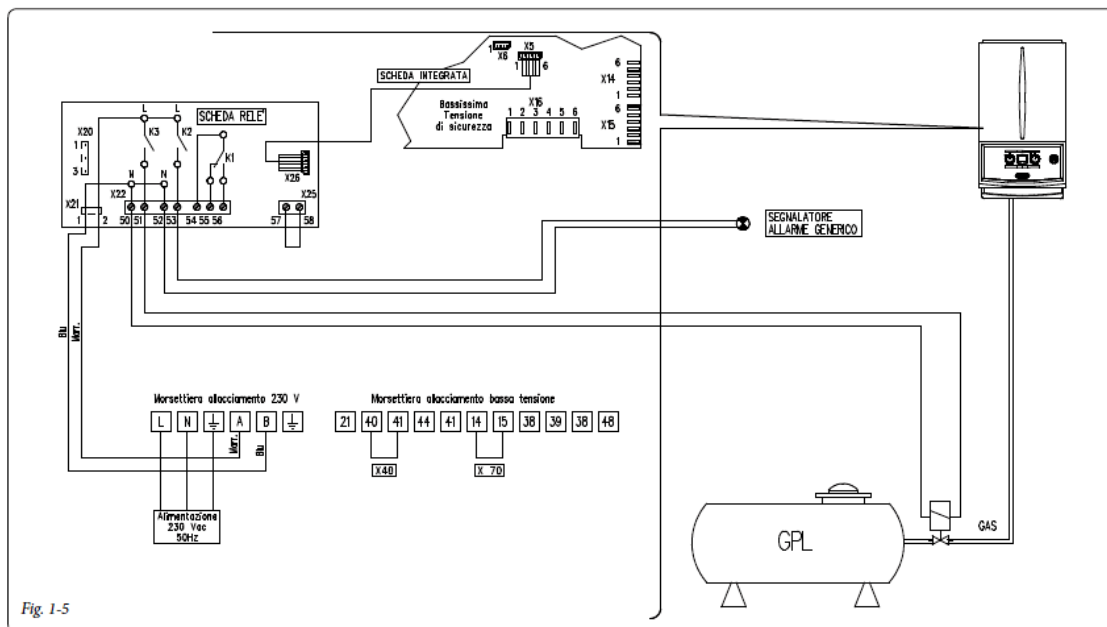 SCHEDA INTEGRATA
X6
1
X5
1 6
X16
Bassissima
Tensione
di sicurezza
1 2 3 4 5 6
6
X14
1
6
X15
1
SCHEDA RELE'
L L
X20
1
3
K3
K2
K1
X26
N N
X22
X25
X21
1 2
50 51 52 53 54 55 56
57 58
SEGNALATORE
ALLARME GENERICO
Blu
Marr.
Morsettiera allacciamento 230 V
L N A B
Marr.
Blu
Morsettiera allacciamento bassa tensione
21 40 41 44 41 14 15 38 39 38 48
X40
X 70
Alimentazione
230 Vac
50Hz
GPL
GAS
Fig. 1-5